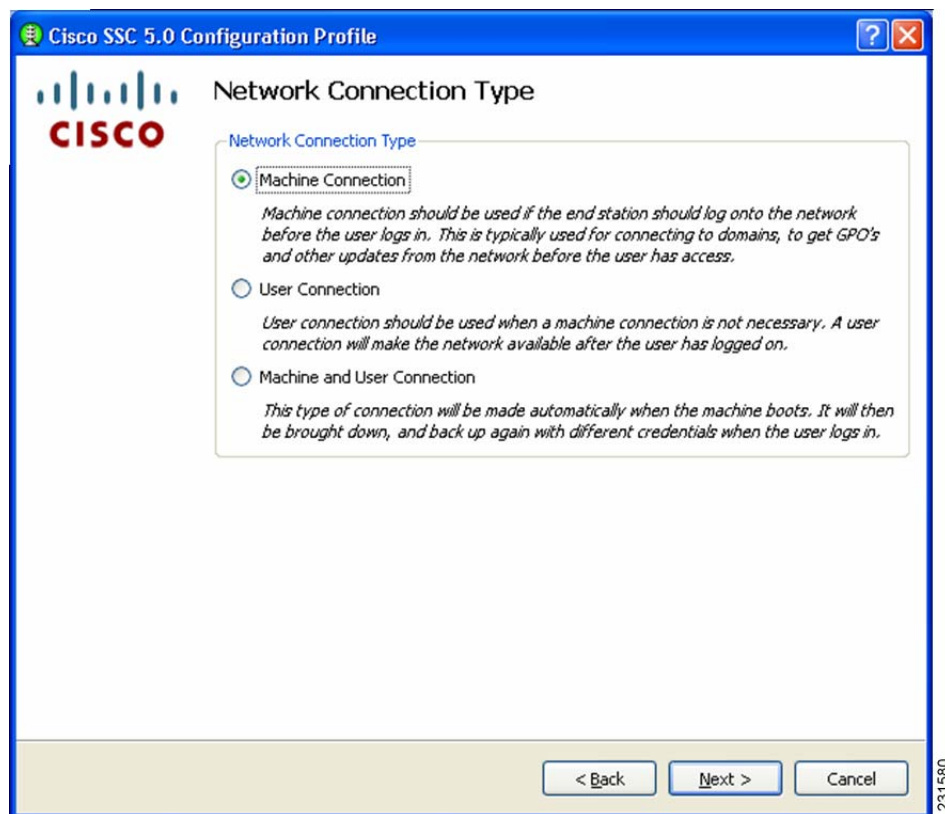 Cisco SSC 5.0 Configuration Profile
CISCO
Network Connection Type
Network Connection Type
Machine Connection
Machine connection should be used if the end station should log onto the network
before the user logs in. This is typically used for connecting to domains, to get GPO's
and other updates from the network before the user has access.
User Connection
User connection should be used when a machine connection is not necessary. A user
connection will make the network available after the user has logged on.
Machine and User Connection
This type of connection will be made automatically when the machine boots. It will then
be brought down, and back up again with different credentials when the user logs in.
< Back
Next >
Cancel
231580